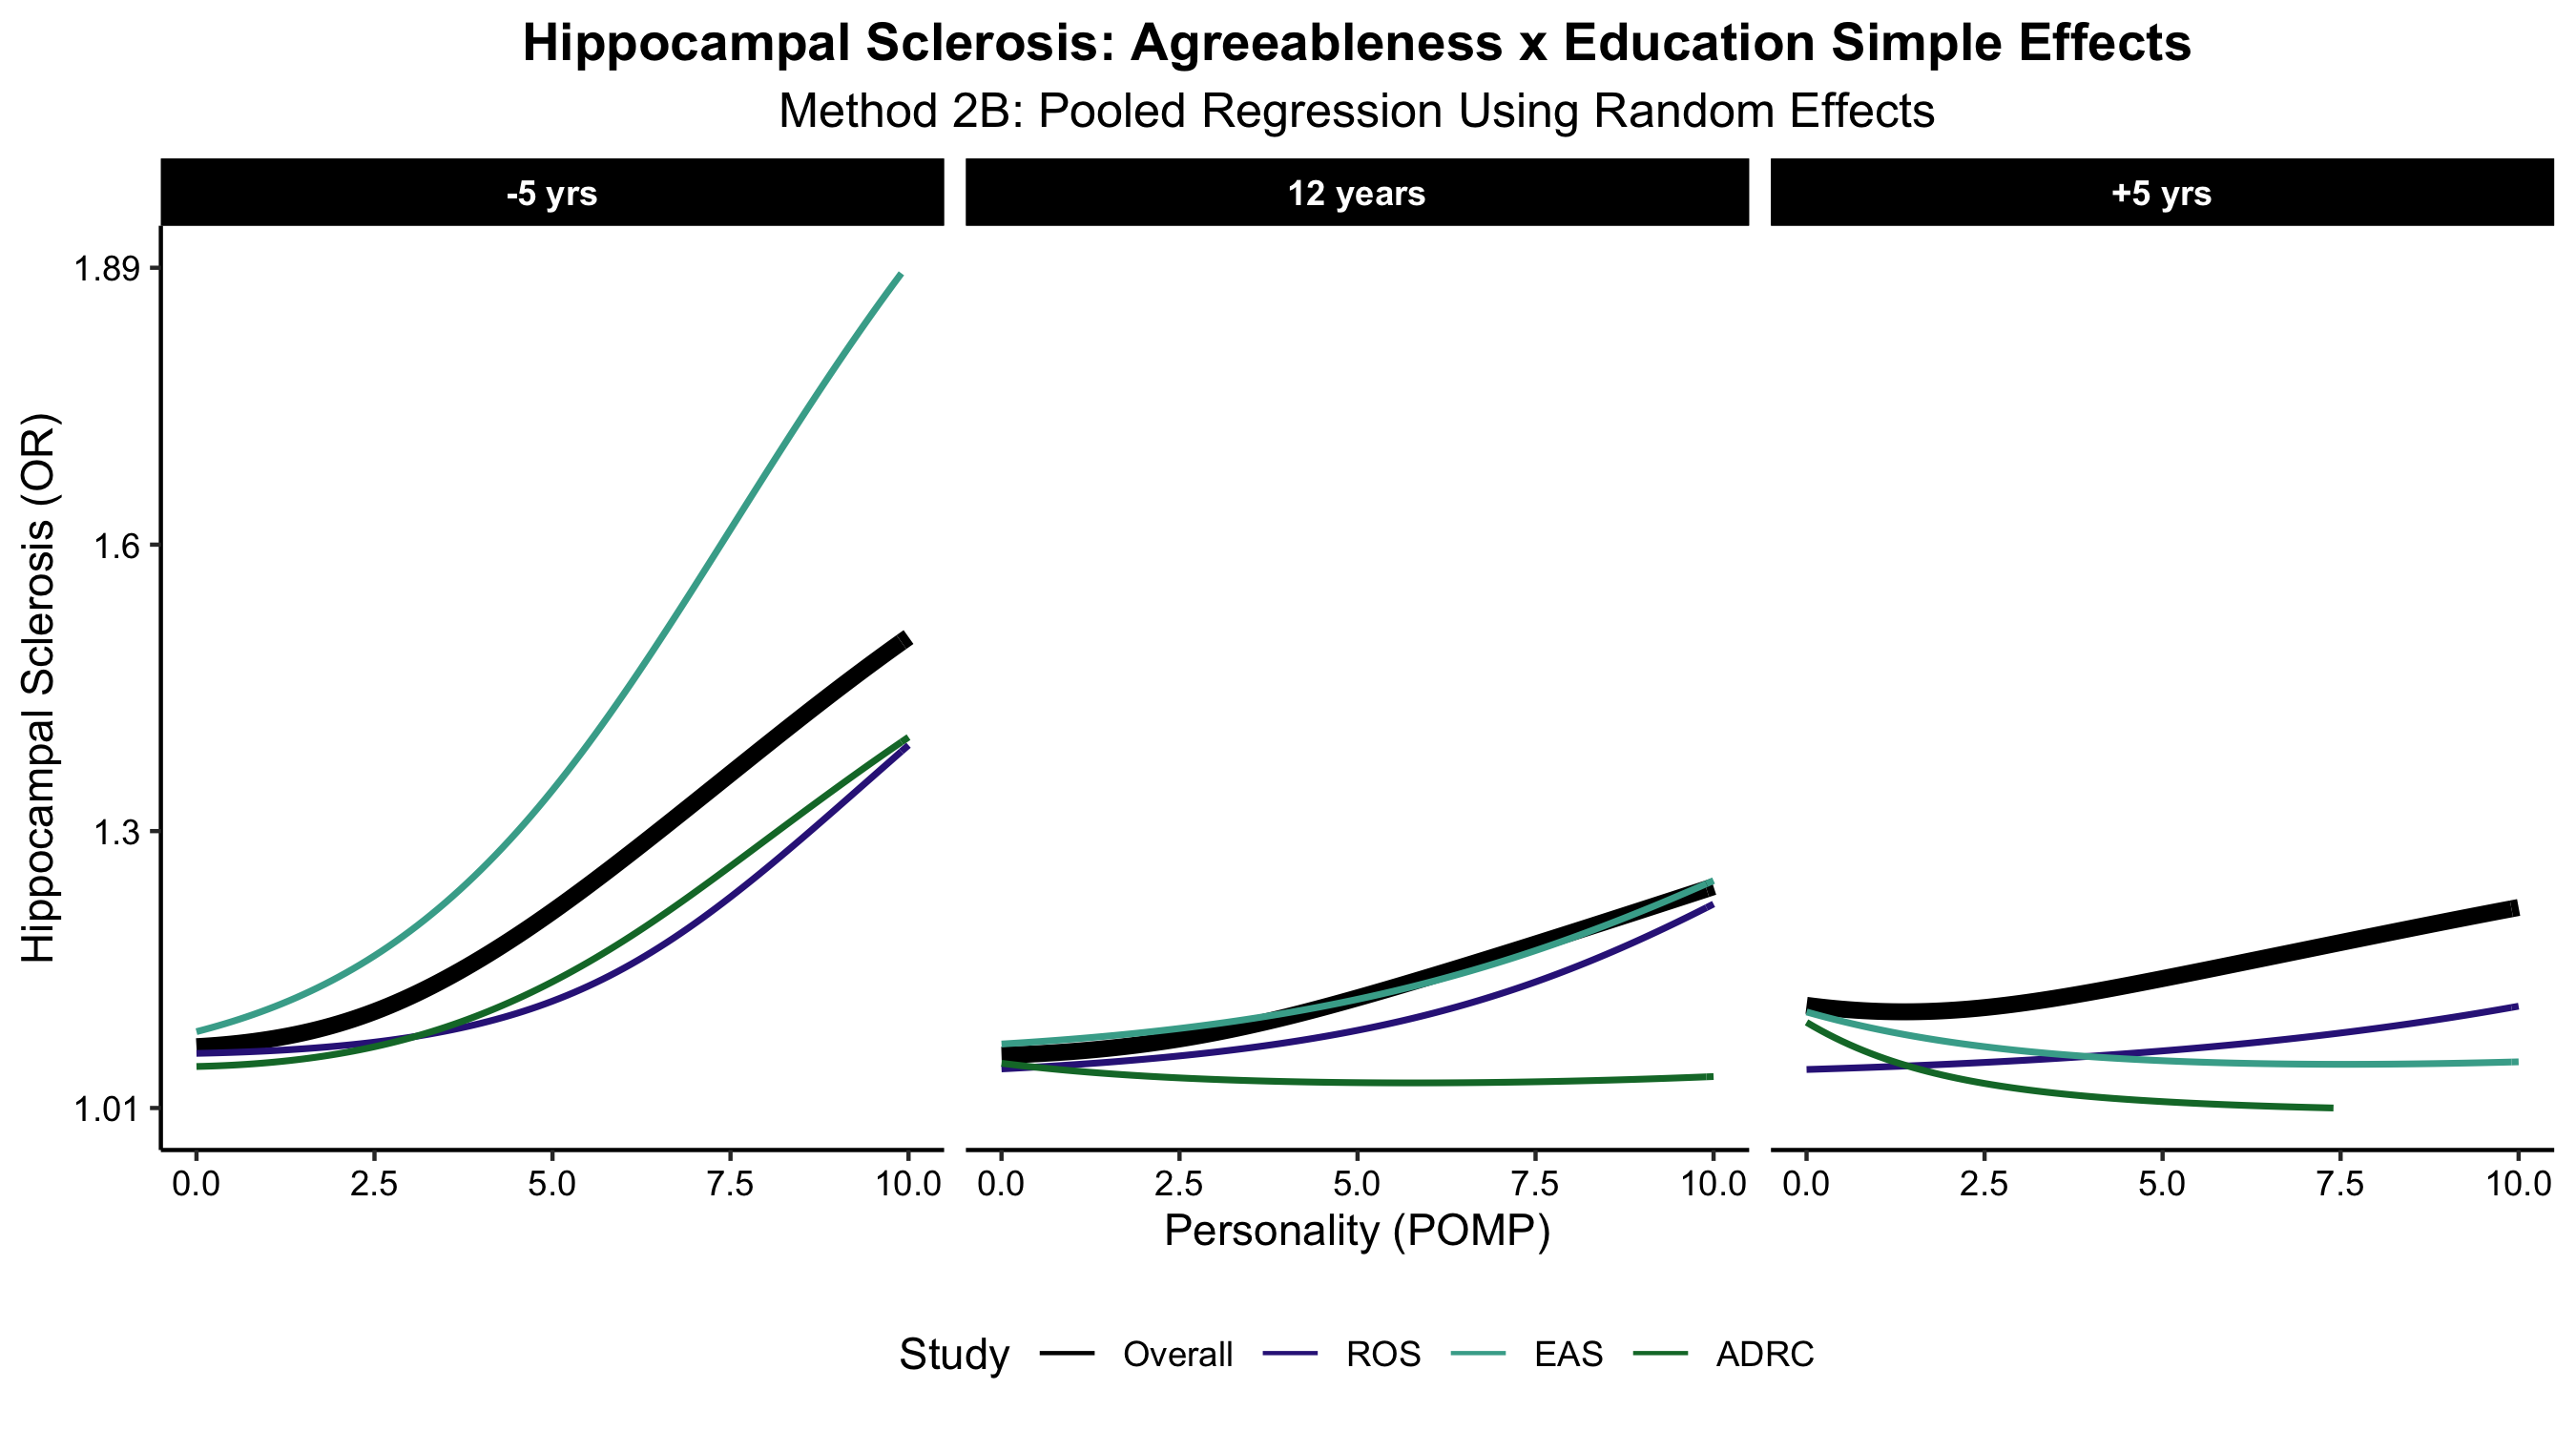 Hippocampal Sclerosis: Agreeableness x Education Simple Effects
Method 2B: Pooled Regression Using Random Effects
-5 yrs
12 years
+5 yrs
Hippocampal Sclerosis (OR)
1.89
1.6
1.3
1.01
0.0 2.5 5.0 7.5 10.0
0.0 2.5 5.0 7.5 10.0
0.0 2.5 5.0 7.5 10.0
Personality (POMP)
Study Overall ROS EAS ADRC